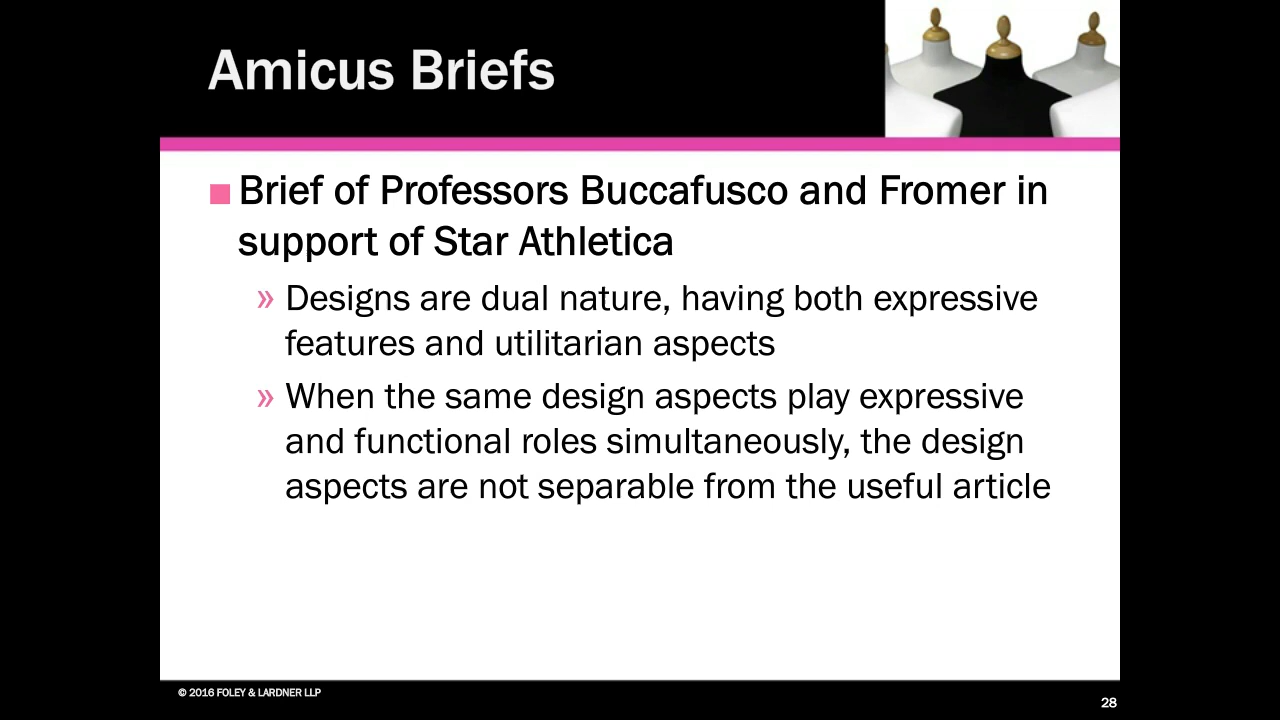 Amicus Briefs
■ Brief of Professors Buccafusco and Fromer in
support of Star Athletica
» Designs are dual nature, having both expressive
features and utilitarian aspects
» When the same design aspects play expressive
and functional roles simultaneously, the design
aspects are not separable from the useful article
© 2016 FOLEY & LARDNER LLP
28